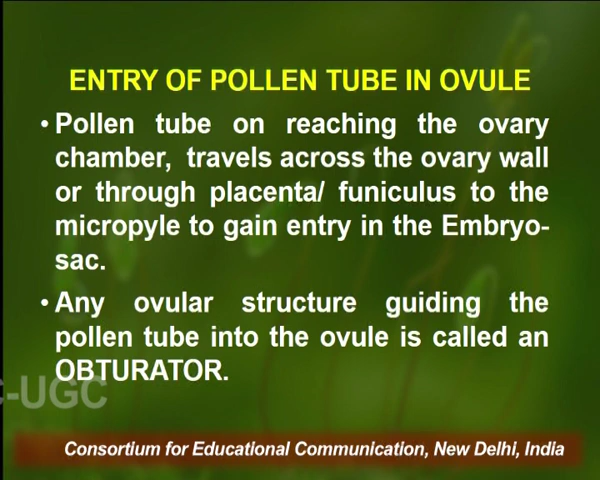 ENTRY OF POLLEN TUBE IN OVULE
• Pollen tube on reaching the ovary
chamber, travels across the ovary wall
or through placenta/ funiculus to the
micropyle to gain entry in the Embryo-
sac.
• Any ovular structure guiding the
pollen tube into the ovule is called an
OBTURATOR.
C-UGC
Consortium for Educational Communication, New Delhi, India